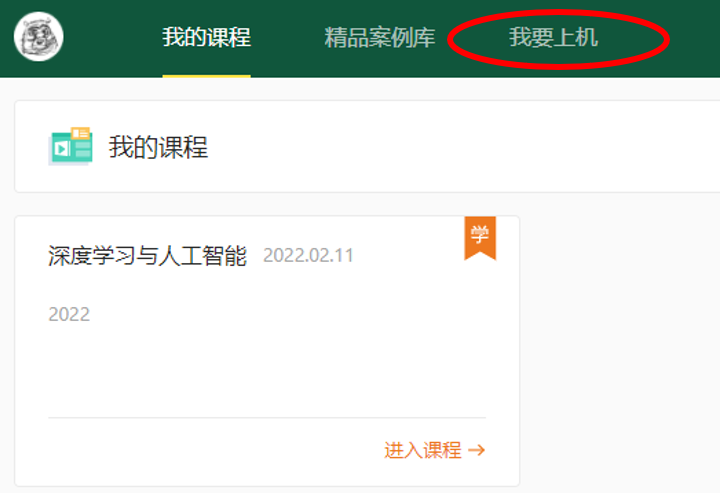 我的课程 精品案例库 我要上机
我的课程
学
深度学习与人工智能 2022.02.11
2022
进入课程 →